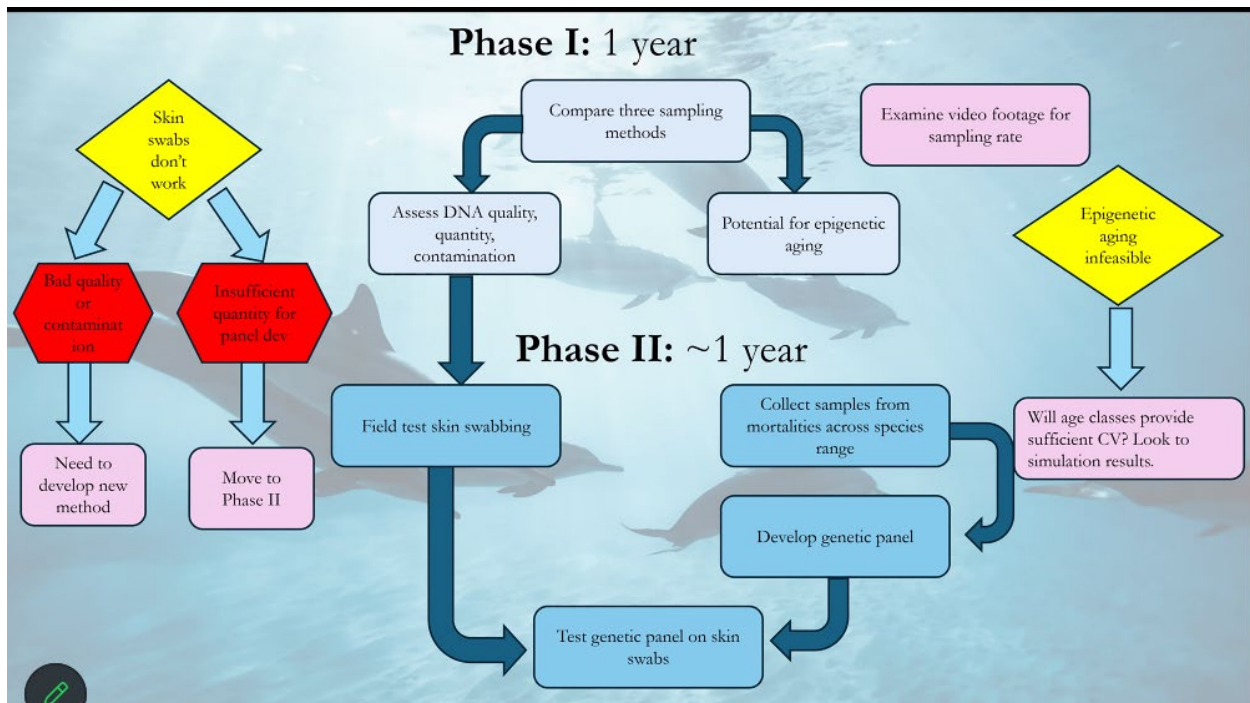 Phase I: 1 year
Skin
swabs
don't
work
Bad quality
or
contaminat
ion
Insufficient
quantity for
panel dev
Need to
develop new
method
Move to
Phase II
Compare three sampling
methods
Assess DNA quality,
quantity,
contamination
Potential for epigenetic
aging
Examine video footage for
sampling rate
Epigenetic
aging
infeasible
Will age classes provide
sufficient CV? Look to
simulation results.
Phase II: ~1 year
Field test skin swabbing
Collect samples from
mortalities across species
range
Develop genetic panel
Test genetic panel on skin
swabs